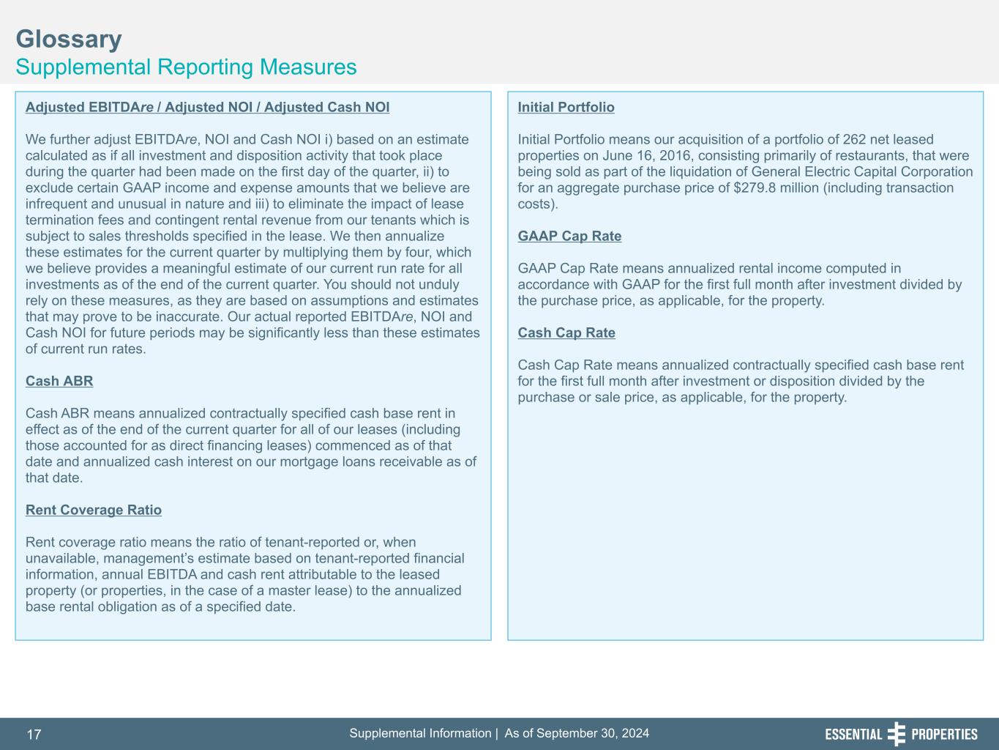 Glossary
Supplemental Reporting Measures
Adjusted EBITDAre / Adjusted NOI / Adjusted Cash NOI
We further adjust EBITDAre, NOI and Cash NOI i) based on an estimate
calculated as if all investment and disposition activity that took place
during the quarter had been made on the first day of the quarter, ii) to
exclude certain GAAP income and expense amounts that we believe are
infrequent and unusual in nature and iii) to eliminate the impact of lease
termination fees and contingent rental revenue from our tenants which is
subject to sales thresholds specified in the lease. We then annualize
these estimates for the current quarter by multiplying them by four, which
we believe provides a meaningful estimate of our current run rate for all
investments as of the end of the current quarter. You should not unduly
rely on these measures, as they are based on assumptions and estimates
that may prove to be inaccurate. Our actual reported EBITDAre, NOI and
Cash NOI for future periods may be significantly less than these estimates
of current run rates.
Cash ABR
Cash ABR means annualized contractually specified cash base rent in
effect as of the end of the current quarter for all of our leases (including
those accounted for as direct financing leases) commenced as of that
date and annualized cash interest on our mortgage loans receivable as of
that date.
Rent Coverage Ratio
Rent coverage ratio means the ratio of tenant-reported or, when
unavailable, management’s estimate based on tenant-reported financial
information, annual EBITDA and cash rent attributable to the leased
property (or properties, in the case of a master lease) to the annualized
base rental obligation as of a specified date.
Initial Portfolio
Initial Portfolio means our acquisition of a portfolio of 262 net leased
properties on June 16, 2016, consisting primarily of restaurants, that were
being sold as part of the liquidation of General Electric Capital Corporation
for an aggregate purchase price of $279.8 million (including transaction
costs).
GAAP Cap Rate
GAAP Cap Rate means annualized rental income computed in
accordance with GAAP for the first full month after investment divided by
the purchase price, as applicable, for the property.
Cash Cap Rate
Cash Cap Rate means annualized contractually specified cash base rent
for the first full month after investment or disposition divided by the
purchase or sale price, as applicable, for the property.
17
Supplemental Information | As of September 30, 2024
ESSENTIAL PROPERTIES